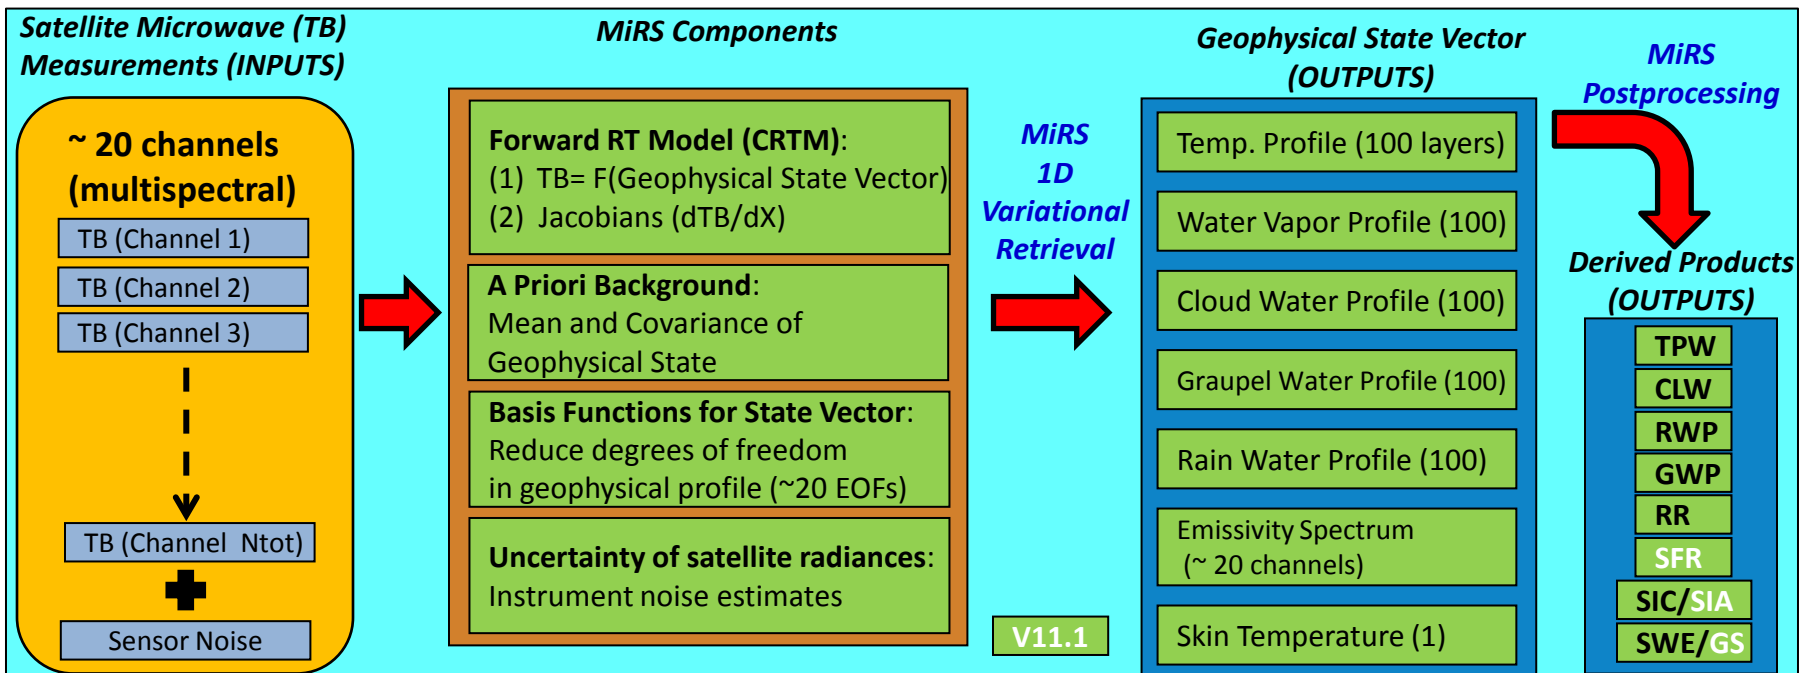 Satellite Microwave (TB)
Measurements (INPUTS)
~ 20 channels
(multispectral)
TB (Channel 1)
TB (Channel 2)
TB (Channel 3)
TB (Channel Ntot)
Sensor Noise
MiRS Components
Forward RT Model (CRTM):
(1) TB= F(Geophysical State Vector)
(2) Jacobians (dTB/dX)
A Priori Background:
Mean and Covariance of
Geophysical State
Basis Functions for State Vector:
Reduce degrees of freedom
in geophysical profile (~20 EOFs)
Uncertainty of satellite radiances:
Instrument noise estimates
MiRS
1D
Variational
Retrieval
V11.1
Geophysical State Vector
(OUTPUTS)
Temp. Profile (100 layers)
Water Vapor Profile (100)
Cloud Water Profile (100)
Graupel Water Profile (100)
Rain Water Profile (100)
Emissivity Spectrum
(~ 20 channels)
Skin Temperature (1)
MiRS
Postprocessing
Derived Products
(OUTPUTS)
TPW
CLW
RWP
GWP
RR
SFR
SIC/SIA
SWE/GS